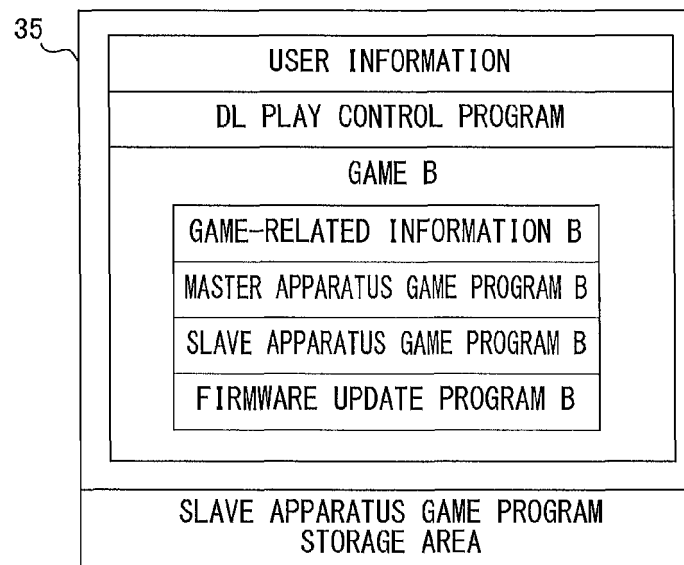 35
USER INFORMATION
DL PLAY CONTROL PROGRAM
GAME B
GAME-RELATED INFORMATION B
MASTER APPARATUS GAME PROGRAM B
SLAVE APPARATUS GAME PROGRAM B
FIRMWARE UPDATE PROGRAM B
SLAVE APPARATUS GAME PROGRAM
STORAGE AREA